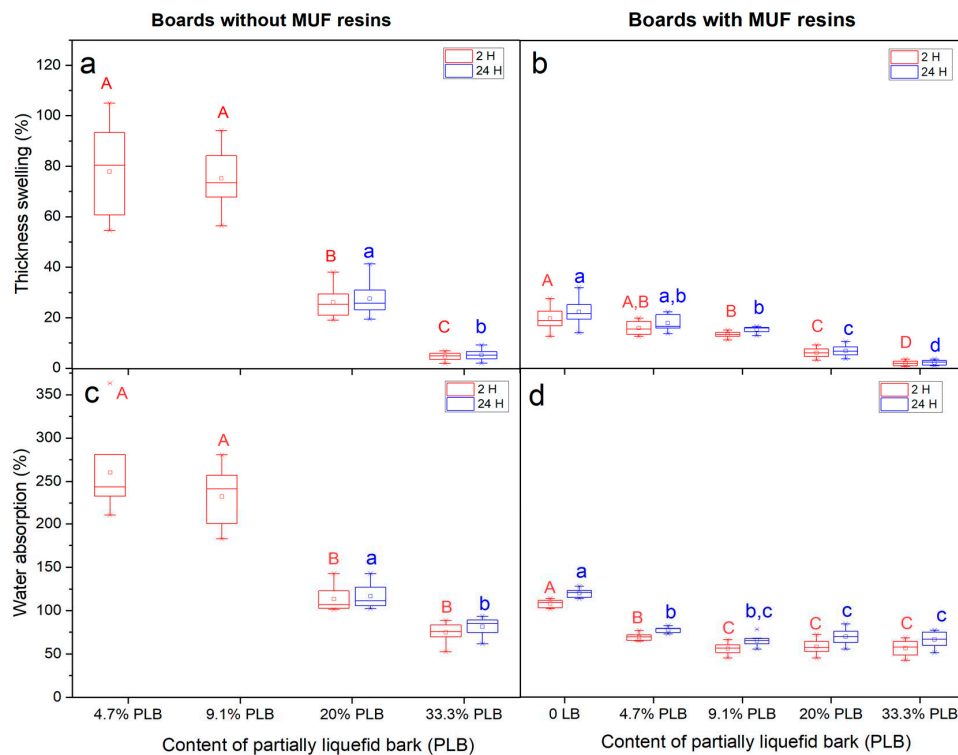 Boards without MUF resins
Boards with MUF resins
a
2 H
24 H
120
100
80
60
40
20
0
Thickness swelling (%)
A
A
B
a
C
b
b
2 H
24 H
A
a
A,B
a,b
B
b
C
c
D
d
c
2 H
24 H
350
300
250
200
150
100
50
0
Water absorption (%)
A
A
B
a
B
b
d
2 H
24 H
A
a
B
b
C
b,c
C
c
C
c
4.7% PLB
9.1% PLB
20% PLB
33.3% PLB
0 LB
4.7% PLB
9.1% PLB
20% PLB
33.3% PLB
Content of partially liquefid bark (PLB)
Content of partially liquefid bark (PLB)